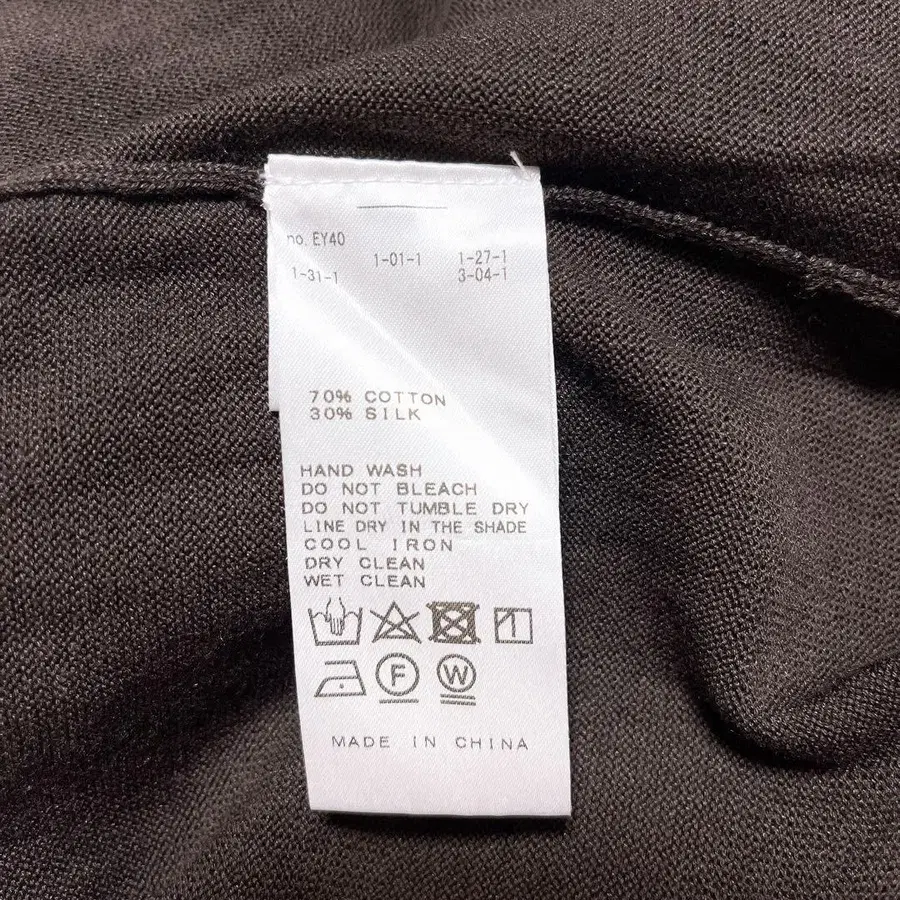 no. EY40
1-01-1 1-27-1
1-31-1 3-04-1
70% COTTON
30% SILK
HAND WASH
DO NOT BLEACH
DO NOT TUMBLE DRY
LINE DRY IN THE SHADE
COOL IRON
DRY CLEAN
WET CLEAN
F W
MADE IN CHINA